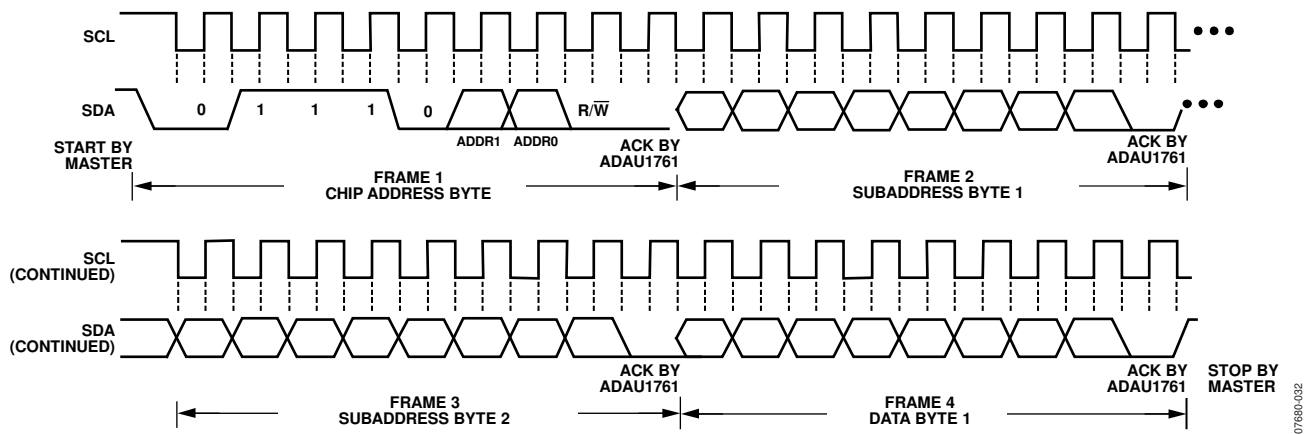 SCL
SDA
0 1 1 1 0 R/W̅
ADDR1 ADDR0
START BY
MASTER
ACK BY
ADAU1761
ACK BY
ADAU1761
FRAME 1
CHIP ADDRESS BYTE
FRAME 2
SUBADDRESS BYTE 1
SCL
(CONTINUED)
SDA
(CONTINUED)
ACK BY
ADAU1761
ACK BY
ADAU1761
STOP BY
MASTER
FRAME 3
SUBADDRESS BYTE 2
FRAME 4
DATA BYTE 1
07680-032